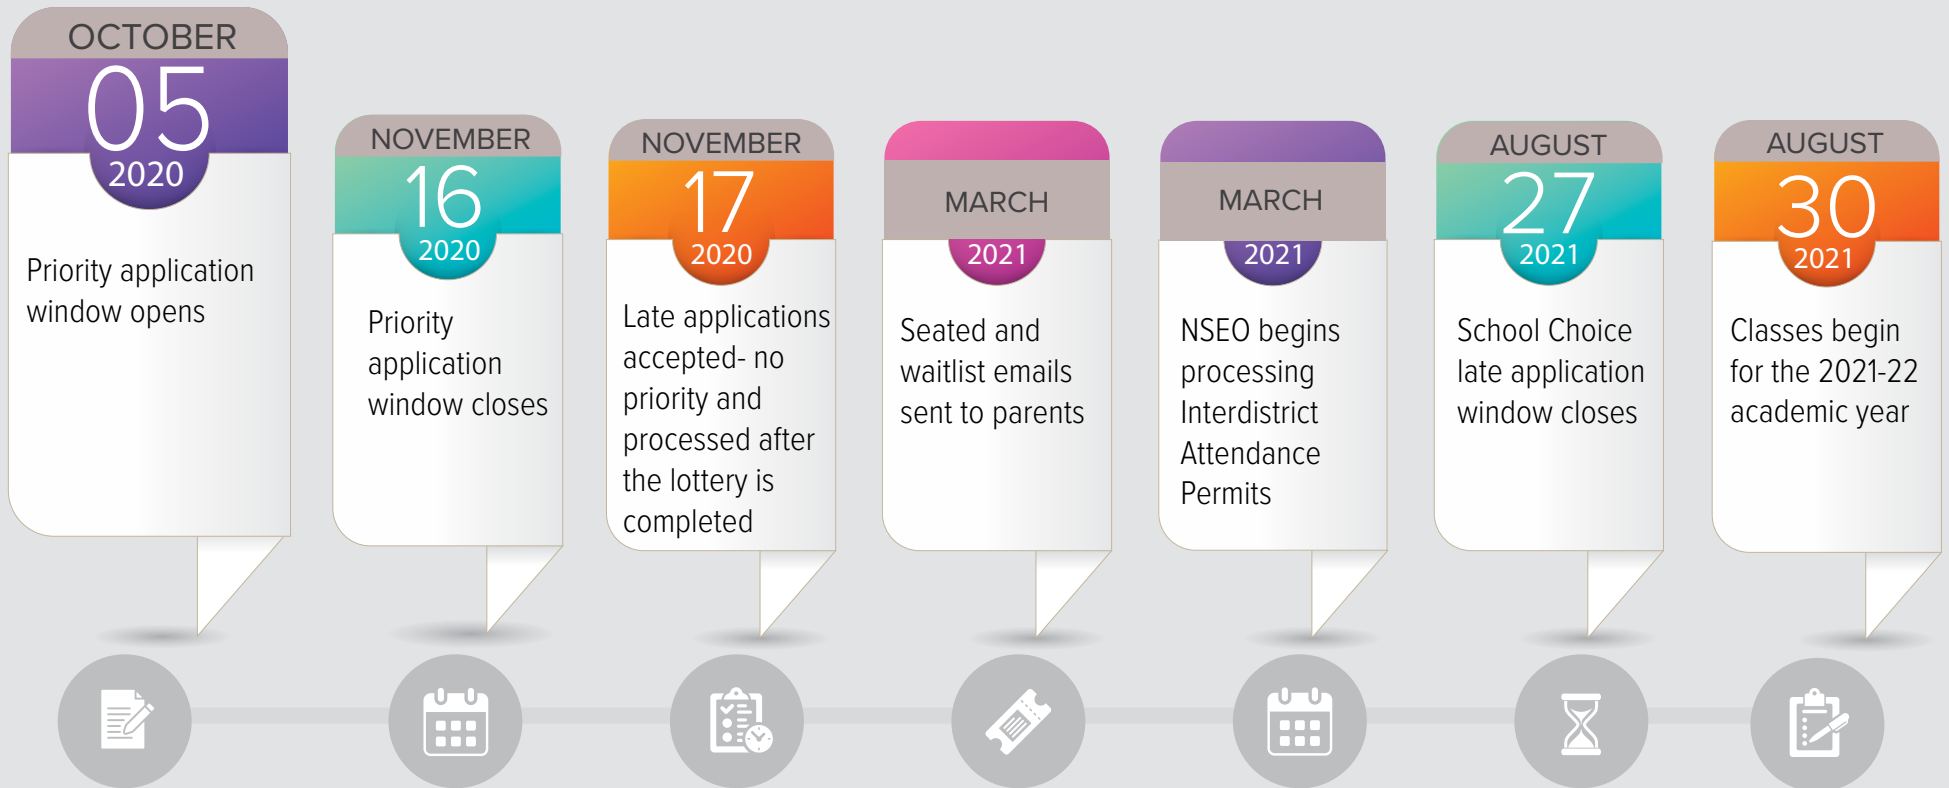 OCTOBER
05
2020
Priority application
window opens
NOVEMBER
16
2020
Priority
application
window closes
NOVEMBER
17
2020
Late applications
accepted- no
priority and
processed after
the lottery is
completed
MARCH
2021
Seated and
waitlist emails
sent to parents
MARCH
2021
NSEO begins
processing
Interdistrict
Attendance
Permits
AUGUST
27
2021
School Choice
late application
window closes
AUGUST
30
2021
Classes begin
for the 2021-22
academic year